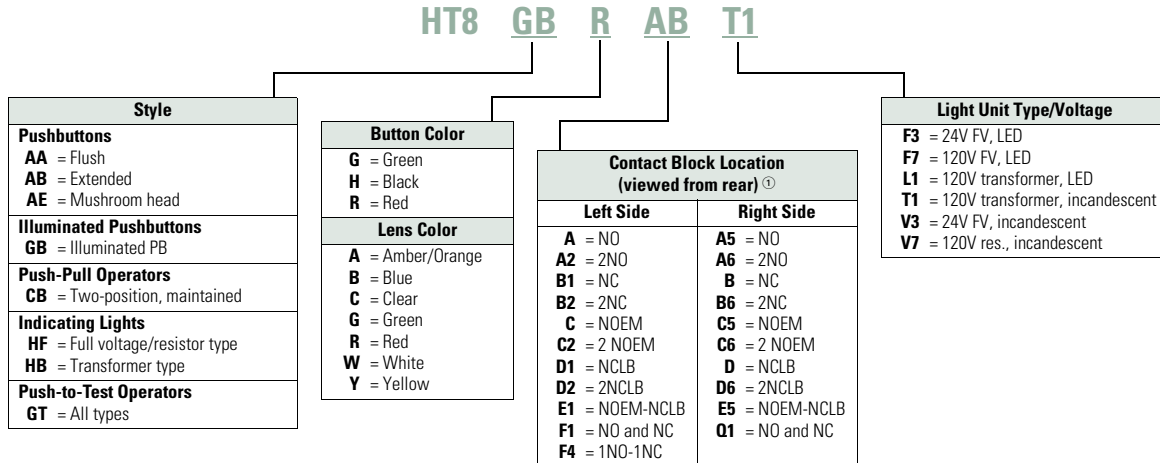 HT8 GB R AB T1
Style
Pushbuttons
AA = Flush
AB = Extended
AE = Mushroom head
Illuminated Pushbuttons
GB = Illuminated PB
Push-Pull Operators
CB = Two-position, maintained
Indicating Lights
HF = Full voltage/resistor type
HB = Transformer type
Push-to-Test Operators
GT = All types
Button Color
G = Green
H = Black
R = Red
Lens Color
A = Amber/Orange
B = Blue
C = Clear
G = Green
R = Red
W = White
Y = Yellow
Contact Block Location
(viewed from rear) ①
Left Side
A = NO
A2 = 2NO
B1 = NC
B2 = 2NC
C = NOEM
C2 = 2 NOEM
D1 = NCLB
D2 = 2NCLB
E1 = NOEM-NCLB
F1 = NO and NC
F4 = 1NO-1NC
Right Side
A5 = NO
A6 = 2NO
B = NC
B6 = 2NC
C5 = NOEM
C6 = 2 NOEM
D = NCLB
D6 = 2NCLB
E5 = NOEM-NCLB
Q1 = NO and NC
Light Unit Type/Voltage
F3 = 24V FV, LED
F7 = 120V FV, LED
L1 = 120V transformer, LED
T1 = 120V transformer, incandescent
V3 = 24V FV, incandescent
V7 = 120V res., incandescent